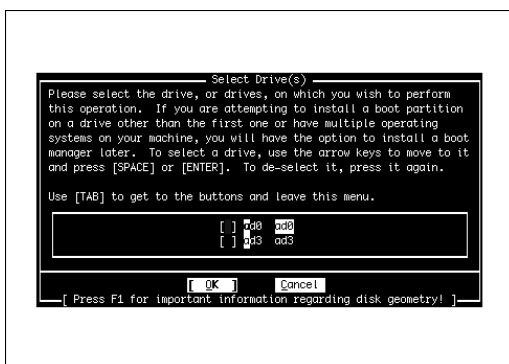 Select Drive(s)
Please select the drive, or drives, on which you wish to perform
this operation. If you are attempting to install a boot partition
on a drive other than the first one or have multiple operating
systems on your machine, you will have the option to install a boot
manager later. To select a drive, use the arrow keys to move to it
and press [SPACE] or [ENTER]. To de-select it, press it again.
Use [TAB] to get to the buttons and leave this menu.
[ ] ad0 ad0
[ ] ad3 ad3
[ OK ] Cancel
[ Press F1 for important information regarding disk geometry! ]